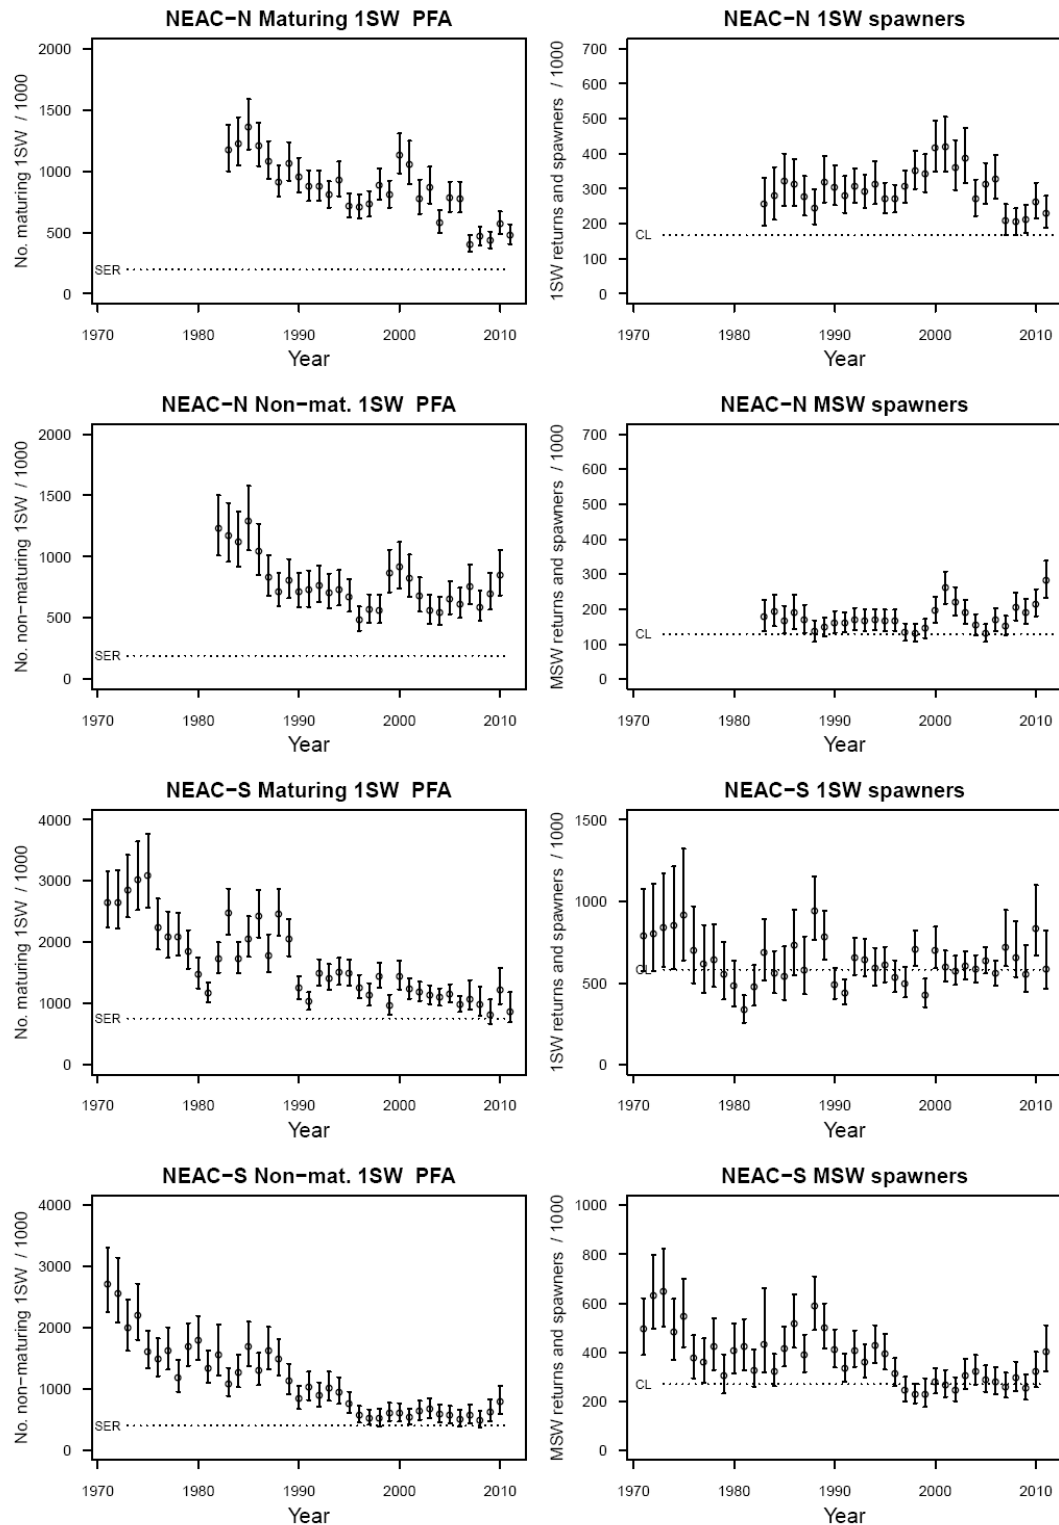 NEAC−N Maturing 1SW PFA
No. maturing 1SW / 1000
2000
1500
1000
500
0
SER
1970 1980 1990 2000 2010
Year
NEAC−N 1SW spawners
1SW returns and spawners / 1000
700
600
500
400
300
200
100
0
CL
1970 1980 1990 2000 2010
Year
NEAC−N Non−mat. 1SW PFA
No. non−maturing 1SW / 1000
2000
1500
1000
500
0
SER
1970 1980 1990 2000 2010
Year
NEAC−N MSW spawners
MSW returns and spawners / 1000
700
600
500
400
300
200
100
0
CL
1970 1980 1990 2000 2010
Year
NEAC−S Maturing 1SW PFA
No. maturing 1SW / 1000
4000
3000
2000
1000
0
SER
1970 1980 1990 2000 2010
Year
NEAC−S 1SW spawners
1SW returns and spawners / 1000
1500
1000
500
0
CL
1970 1980 1990 2000 2010
Year
NEAC−S Non−mat. 1SW PFA
No. non−maturing 1SW / 1000
4000
3000
2000
1000
0
SER
1970 1980 1990 2000 2010
Year
NEAC−S MSW spawners
MSW returns and spawners / 1000
1000
800
600
400
200
0
CL
1970 1980 1990 2000 2010
Year